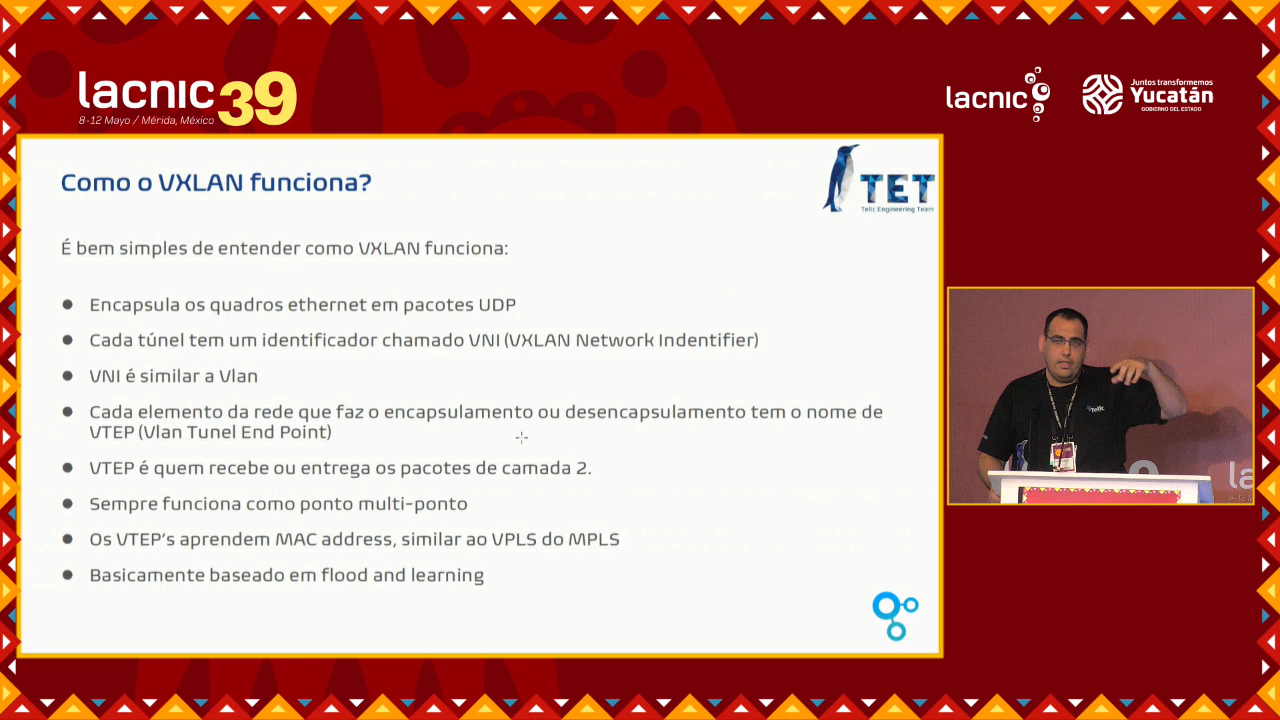 lacnic39
8-12 Mayo / Mérida, México
lacnic
Juntos transformemos
Yucatán
GOBIERNO DEL ESTADO
Como o VXLAN funciona?
TET
Telic Engineering Team
É bem simples de entender como VXLAN funciona:
● Encapsula os quadros ethernet em pacotes UDP
● Cada túnel tem um identificador chamado VNI (VXLAN Network Indentifier)
● VNI é similar a Vlan
● Cada elemento da rede que faz o encapsulamento ou desencapsulamento tem o nome de
VTEP (Vlan Tunel End Point)
● VTEP é quem recebe ou entrega os pacotes de camada 2.
● Sempre funciona como ponto multi-ponto
● Os VTEP’s aprendem MAC address, similar ao VPLS do MPLS
● Basicamente baseado em flood and learning
Telic
la